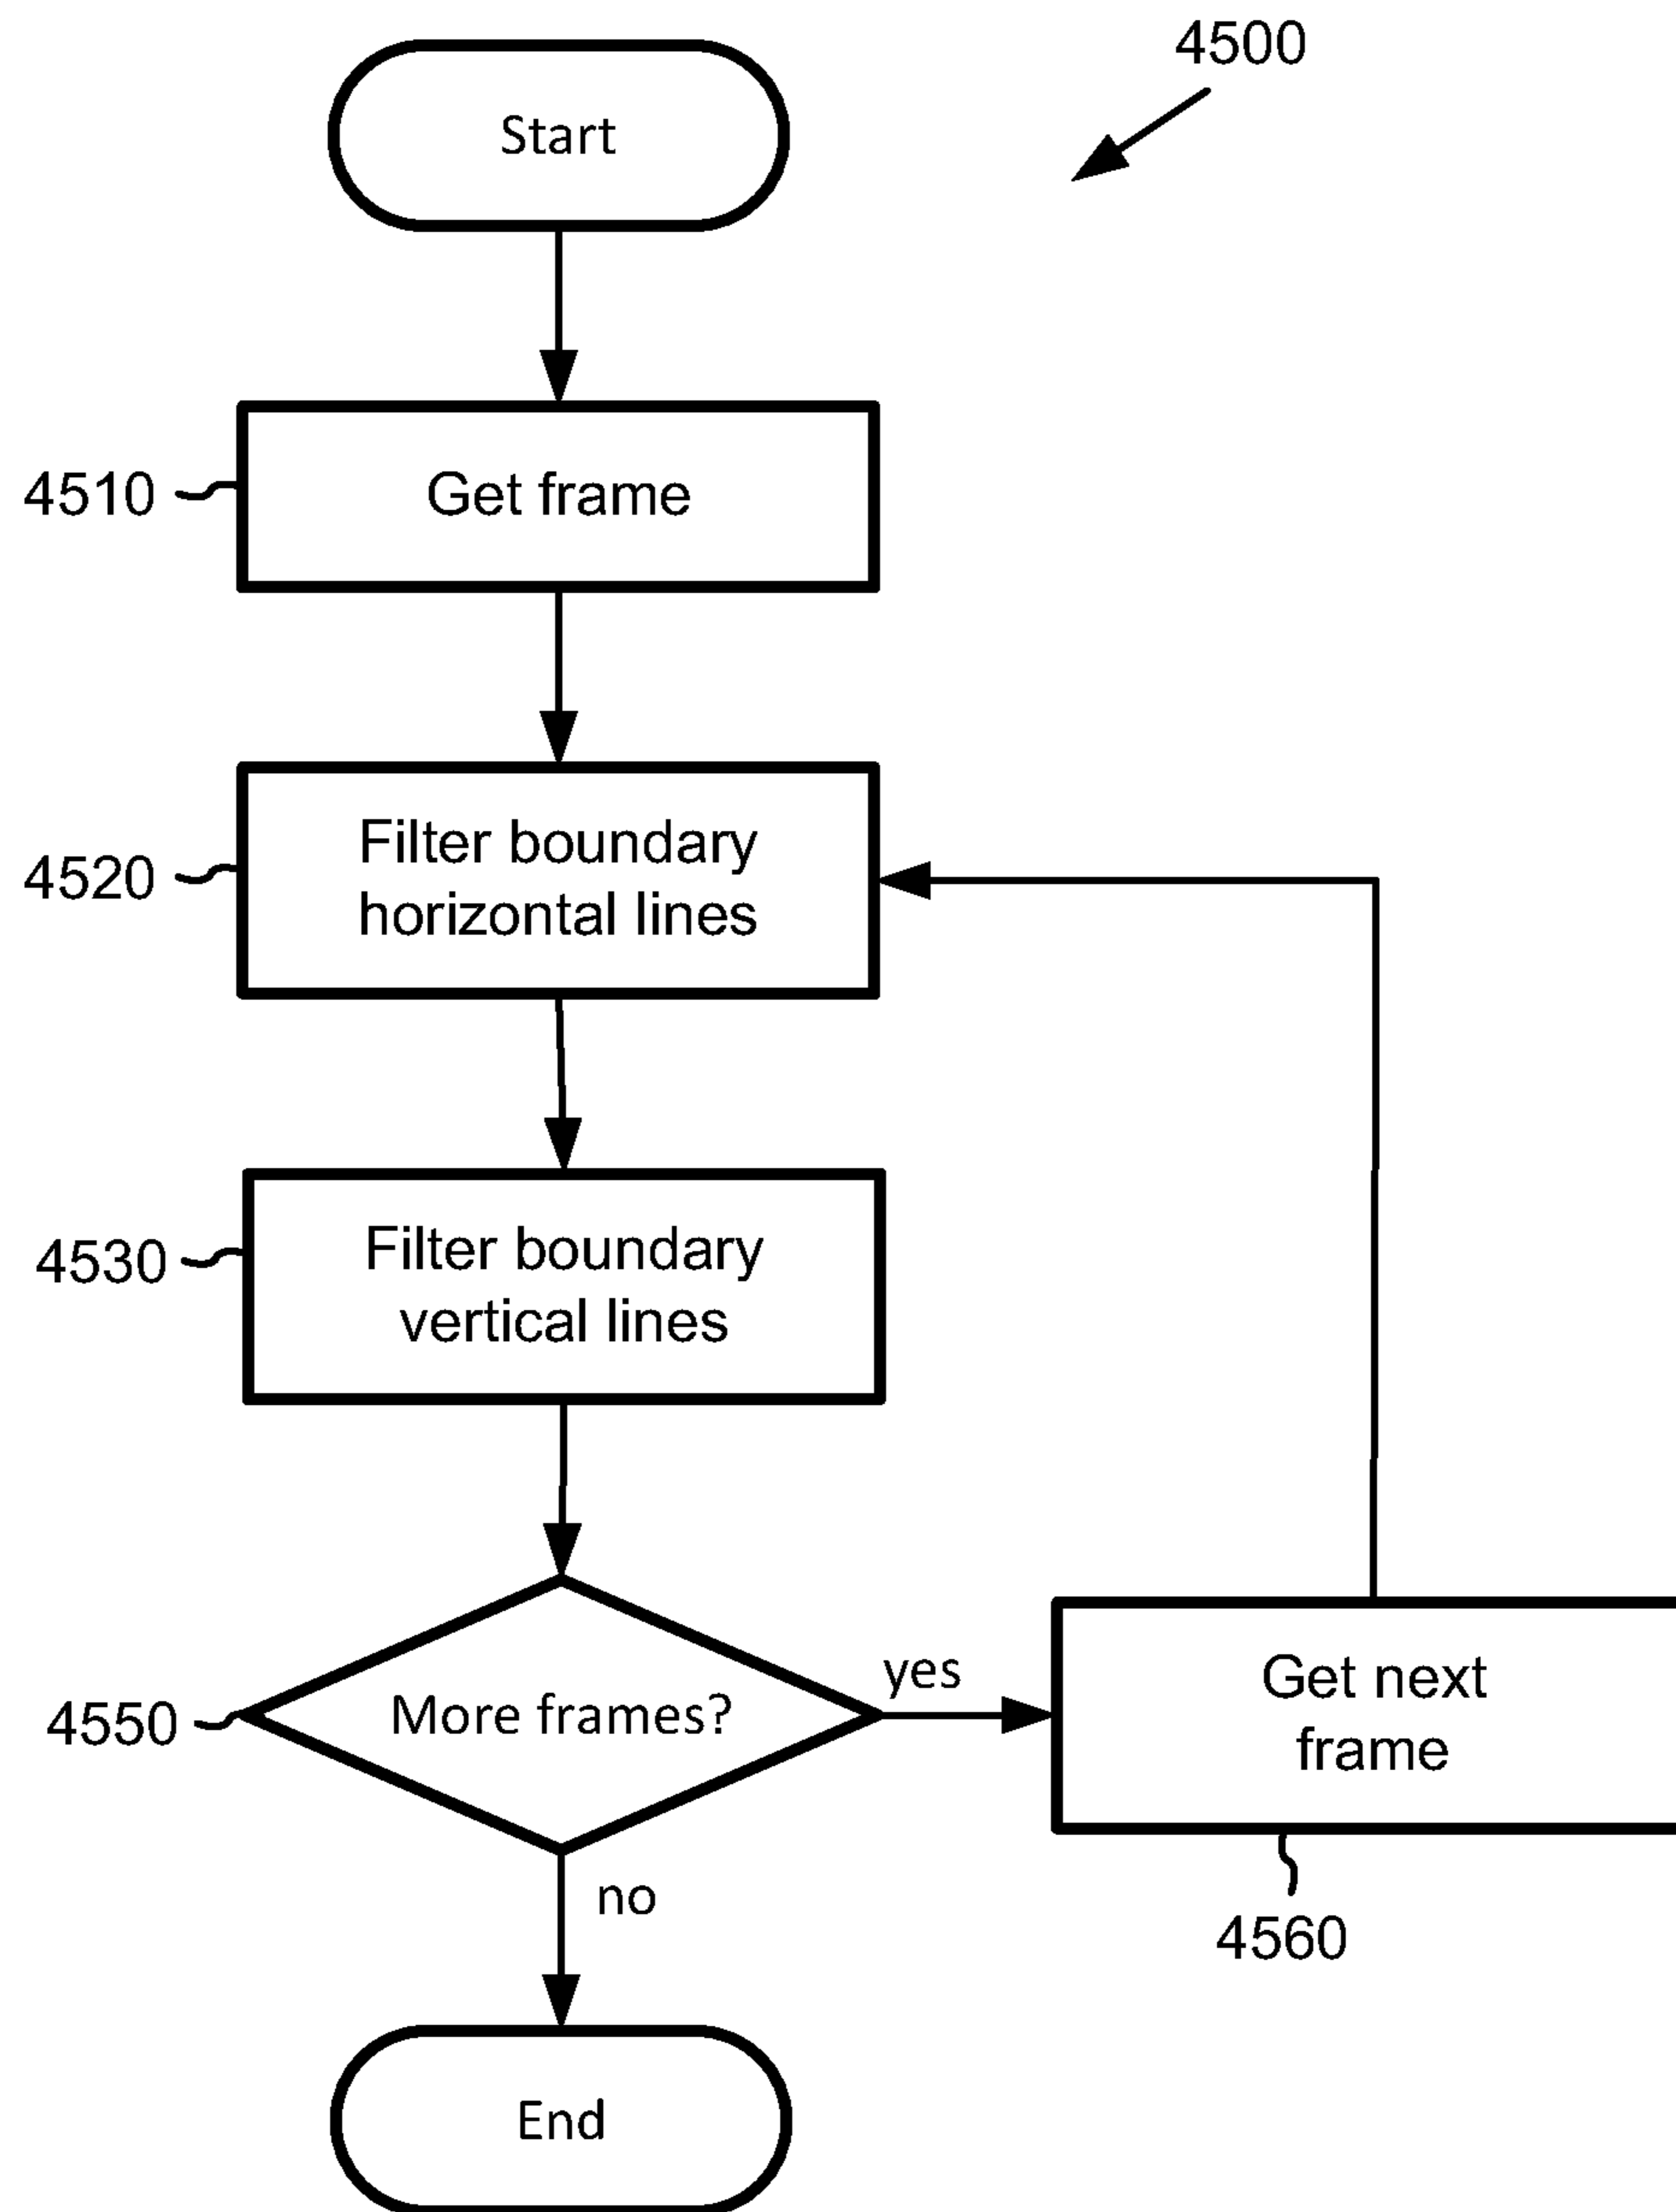 4500
Start
4510
Get frame
4520
Filter boundary
horizontal lines
4530
Filter boundary
vertical lines
4550
More frames?
yes
Get next
frame
4560
no
End